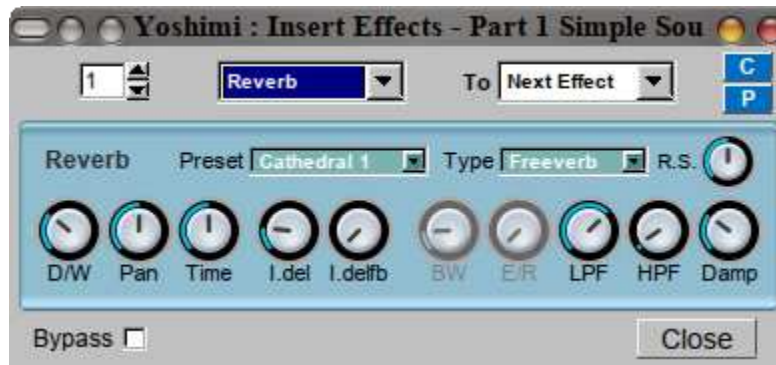 Yoshimi : Insert Effects - Part 1 Simple Sou
1 Reverb To Next Effect C
P
Reverb Preset Cathedral 1 Type Freeverb R.S.
D/W Pan Time I.del I.delfb BW E/R LPF HPF Damp
Bypass Close